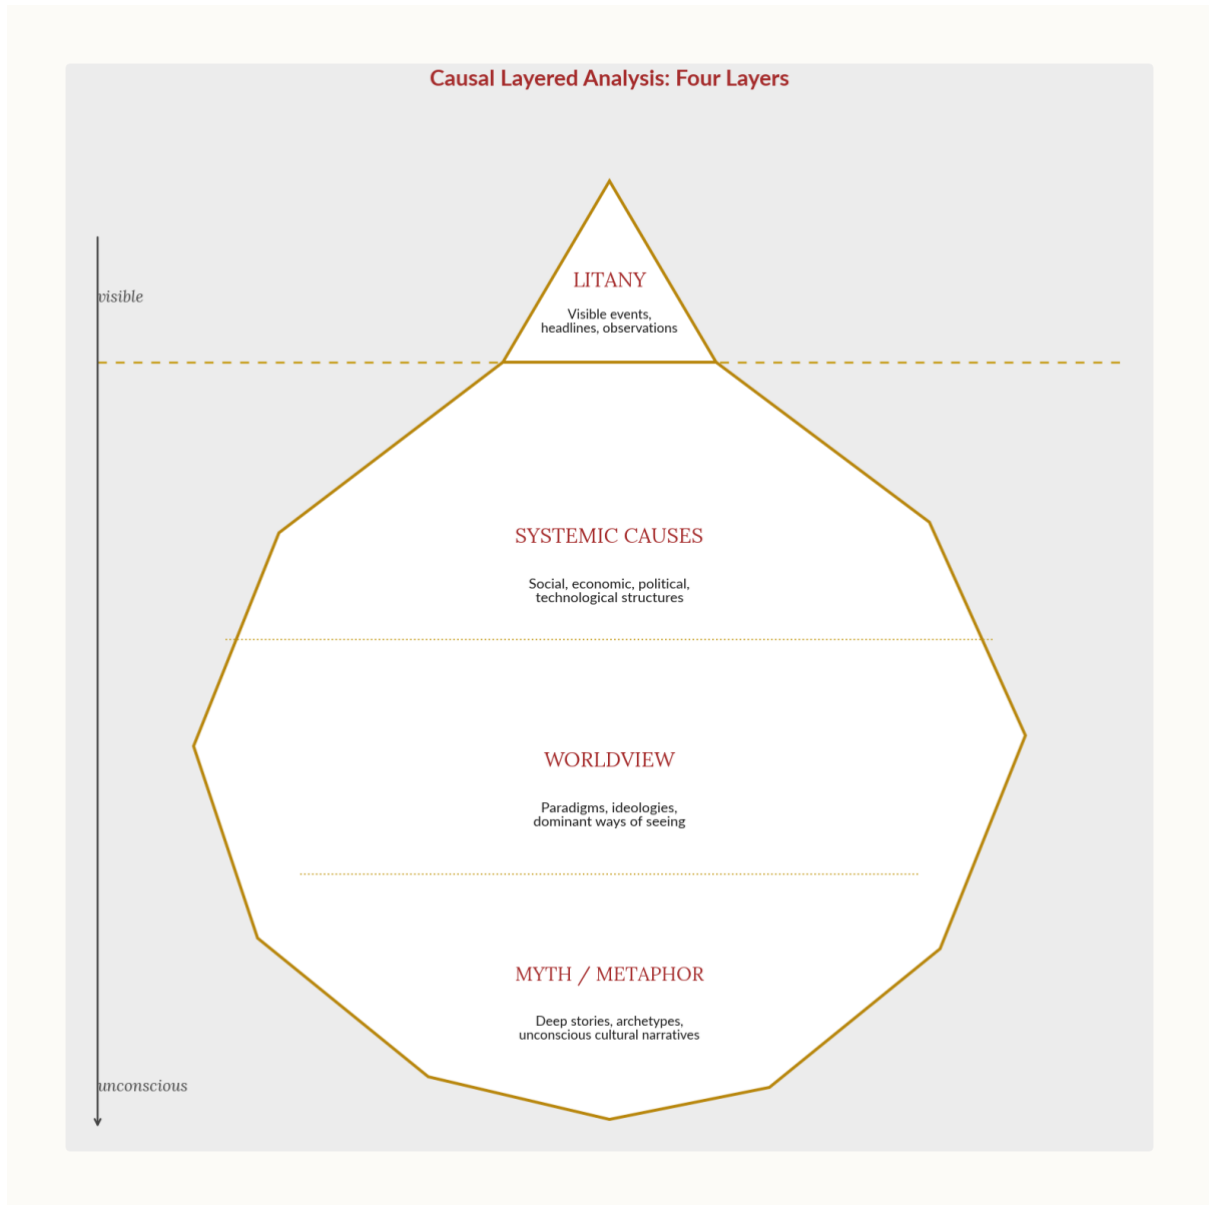 Causal Layered Analysis: Four Layers
LITANY
visible
Visible events,
headlines, observations
SYSTEMIC CAUSES
Social, economic, political,
technological structures
WORLDVIEW
Paradigms, ideologies,
dominant ways of seeing
MYTH / METAPHOR
Deep stories, archetypes,
unconscious cultural narratives
unconscious